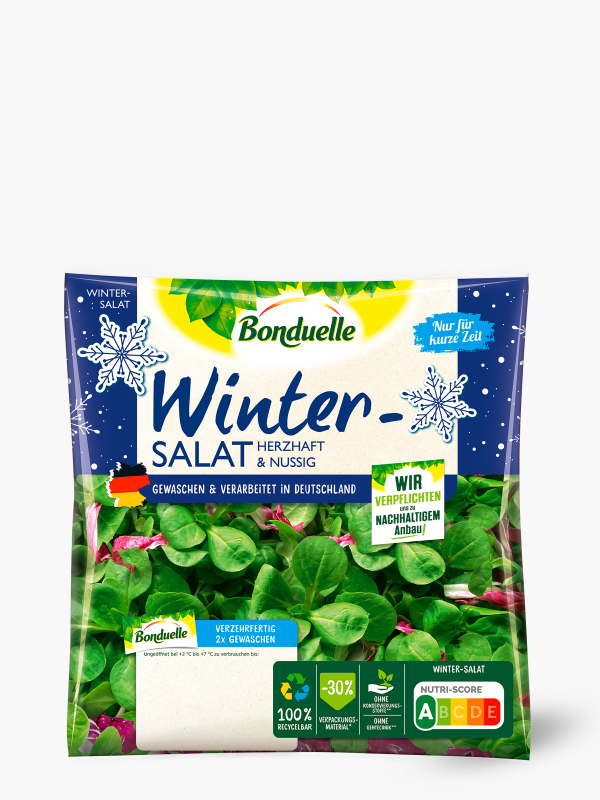 WINTER-
SALAT
Bonduelle
Nur für
kurze Zeit
Winter-
SALAT HERZHAFT
& NUSSIG
GEWASCHEN & VERARBEITET IN DEUTSCHLAND
WIR
VERPFLICHTEN
uns zu
NACHHALTIGEM
Anbau!
Bonduelle
VERZEHRFERTIG
2x GEWASCHEN
Ungeöffnet bei +2 °C bis +7 °C zu verbrauchen bis:
100%
RECYCELBAR
-30%
VERPACKUNGS-
MATERIAL*
OHNE
KONSERVIERUNGS-
STOFFE**
OHNE
GENTECHNIK***
WINTER-SALAT
NUTRI-SCORE
A B C D E